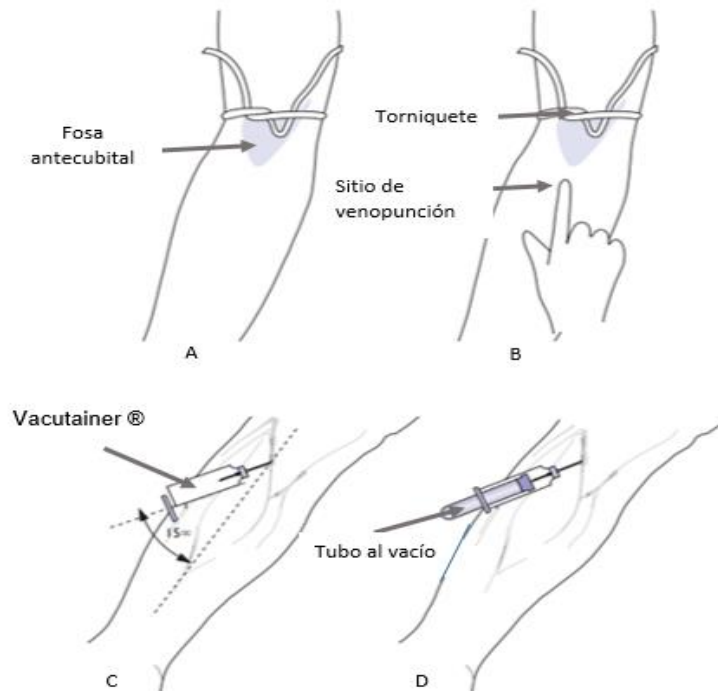 Fosa
antecubital
A
Torniquete
Sitio de
venopunción
B
Vacutainer ®
15=
C
Tubo al vacío
D